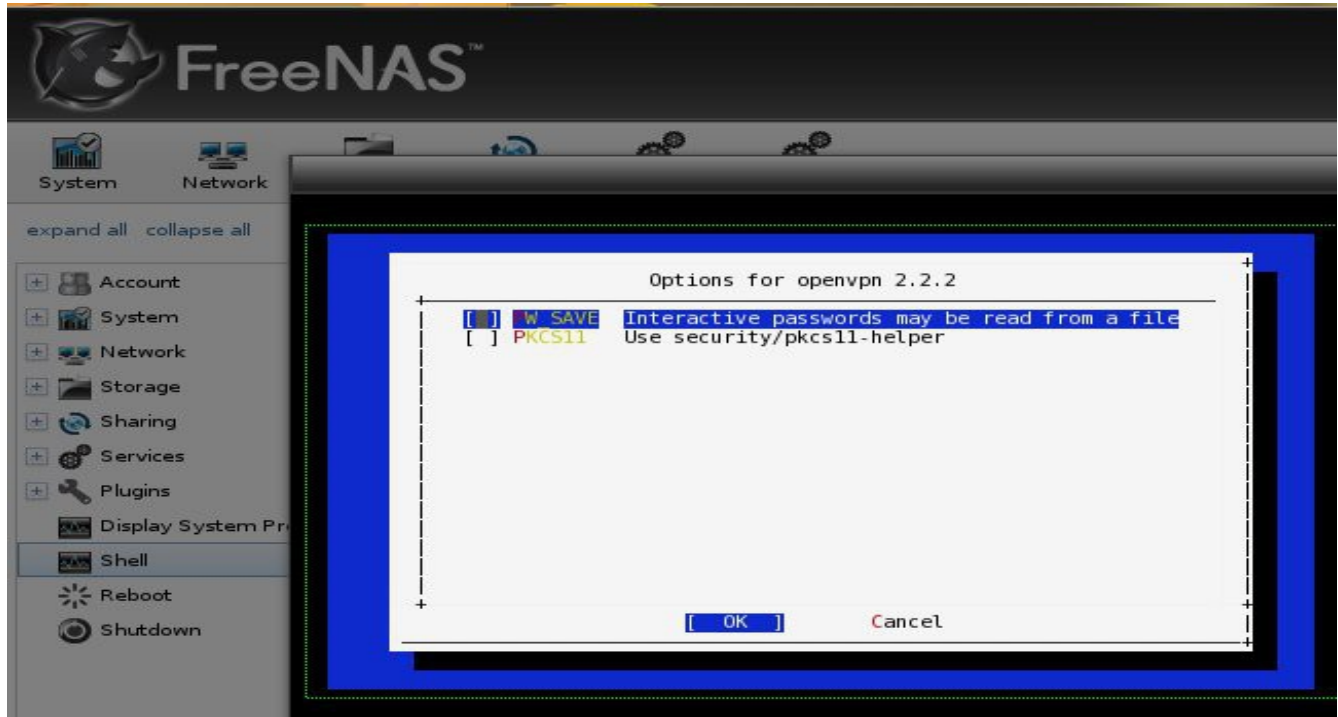 FreeNAS™
System Network
expand all collapse all
Account
System
Network
Storage
Sharing
Services
Plugins
Display System Pr
Shell
Reboot
Shutdown
Options for openvpn 2.2.2
[ ] PW_SAVE Interactive passwords may be read from a file
[ ] PKCS11 Use security/pkcs11-helper
[ OK ] Cancel